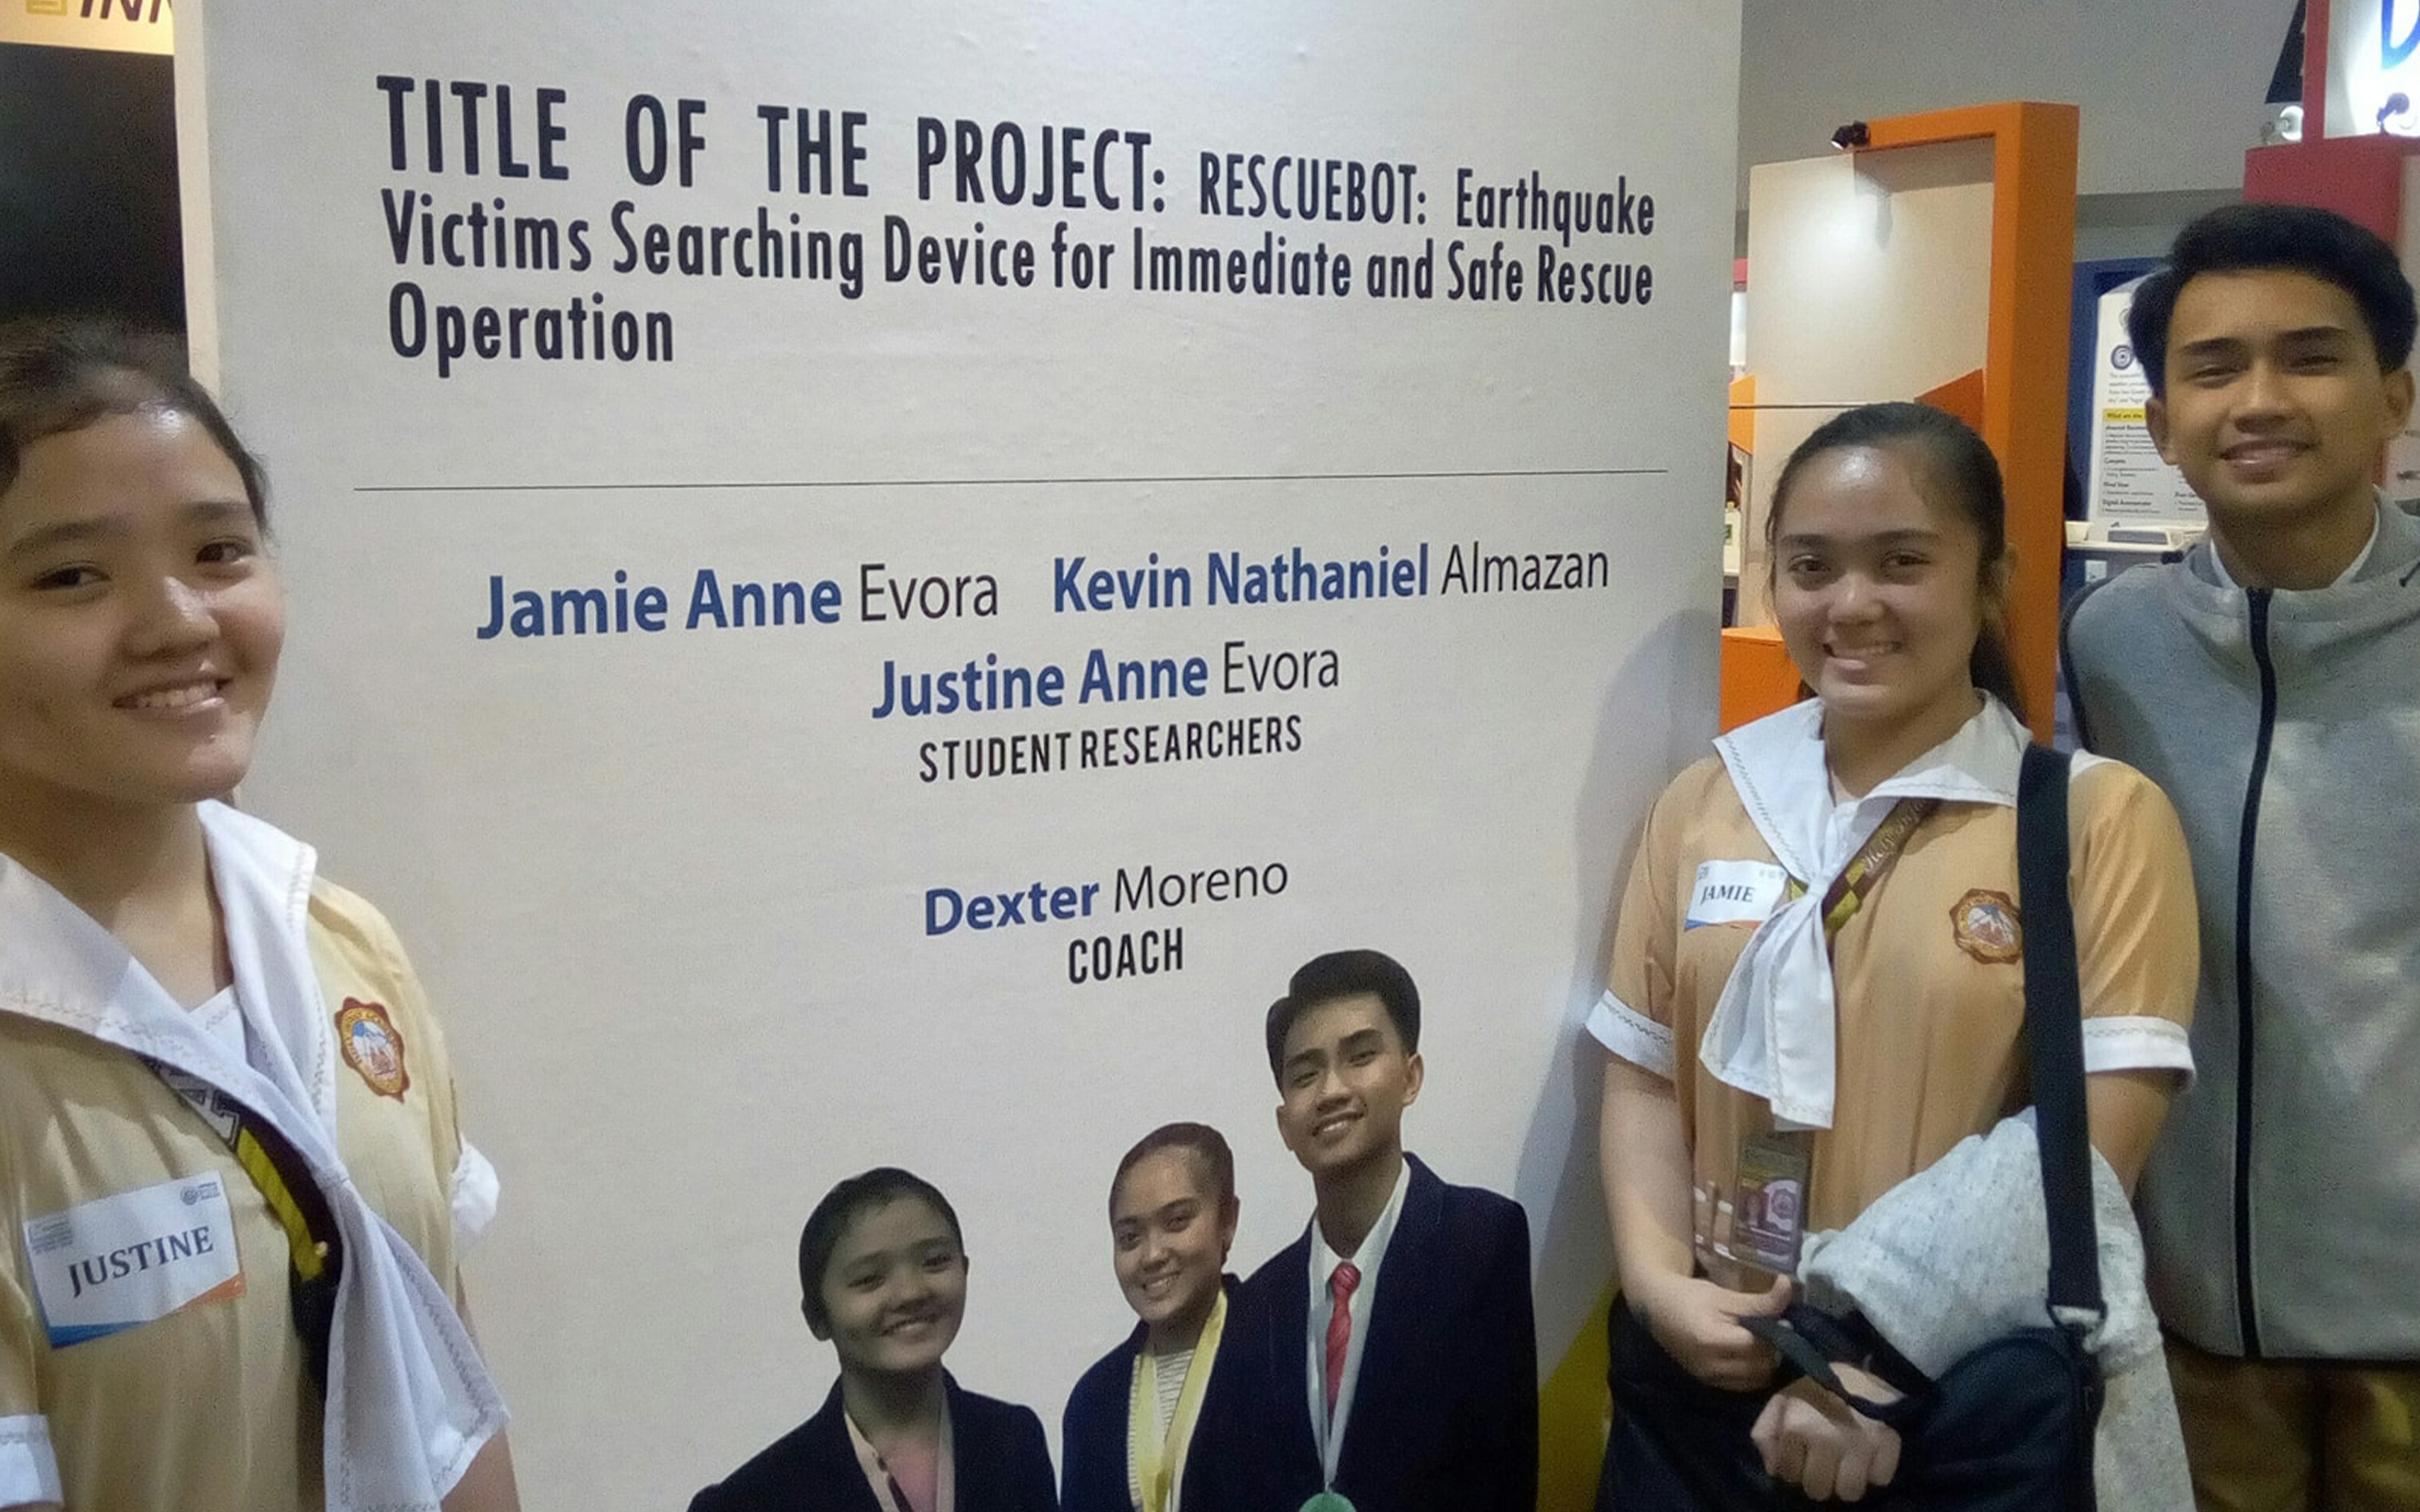 TITLE OF THE PROJECT: RESCUEBOT: Earthquake
Victims Searching Device for Immediate and Safe Rescue
Operation
Jamie Anne Evora Kevin Nathaniel Almazan
Justine Anne Evora
STUDENT RESEARCHERS
Dexter Moreno
COACH
JUSTINE
JAMIE